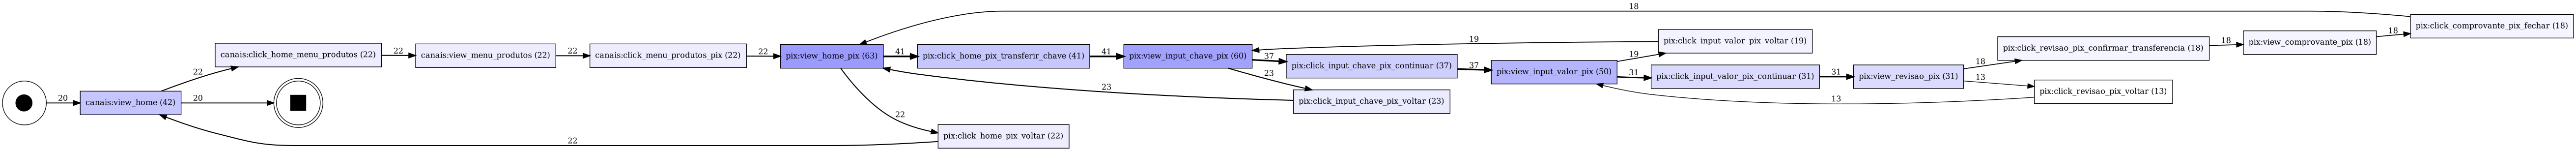 18
canais:click_home_menu_produtos (22)
22
canais:view_menu_produtos (22)
22
canais:click_menu_produtos_pix (22)
22
pix:view_home_pix (63)
41
pix:click_home_pix_transferir_chave (41)
41
pix:view_input_chave_pix (60)
37
pix:click_input_chave_pix_continuar (37)
37
pix:view_input_valor_pix (50)
19
19
pix:click_input_valor_pix_voltar (19)
31
pix:click_input_valor_pix_continuar (31)
31
pix:view_revisao_pix (31)
18
pix:click_revisao_pix_confirmar_transferencia (18)
18
pix:view_comprovante_pix (18)
18
pix:click_comprovante_pix_fechar (18)
13
pix:click_revisao_pix_voltar (13)
13
23
pix:click_input_chave_pix_voltar (23)
23
20
canais:view_home (42)
22
20
22
pix:click_home_pix_voltar (22)
22